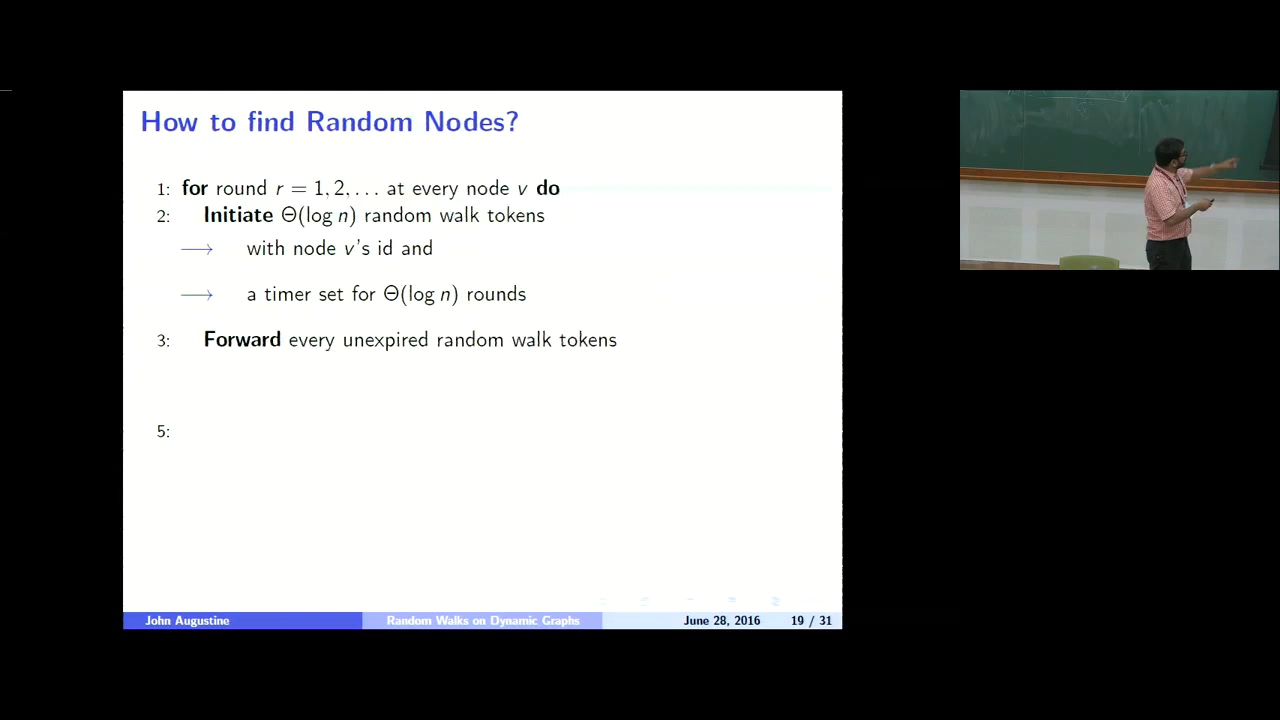 How to find Random Nodes?
1: for round r = 1, 2, . . . at every node v do
2: Initiate Θ(log n) random walk tokens
⟶ with node v's id and
⟶ a timer set for Θ(log n) rounds
3: Forward every unexpired random walk tokens
5:
John Augustine Random Walks on Dynamic Graphs June 28, 2016 19 / 31